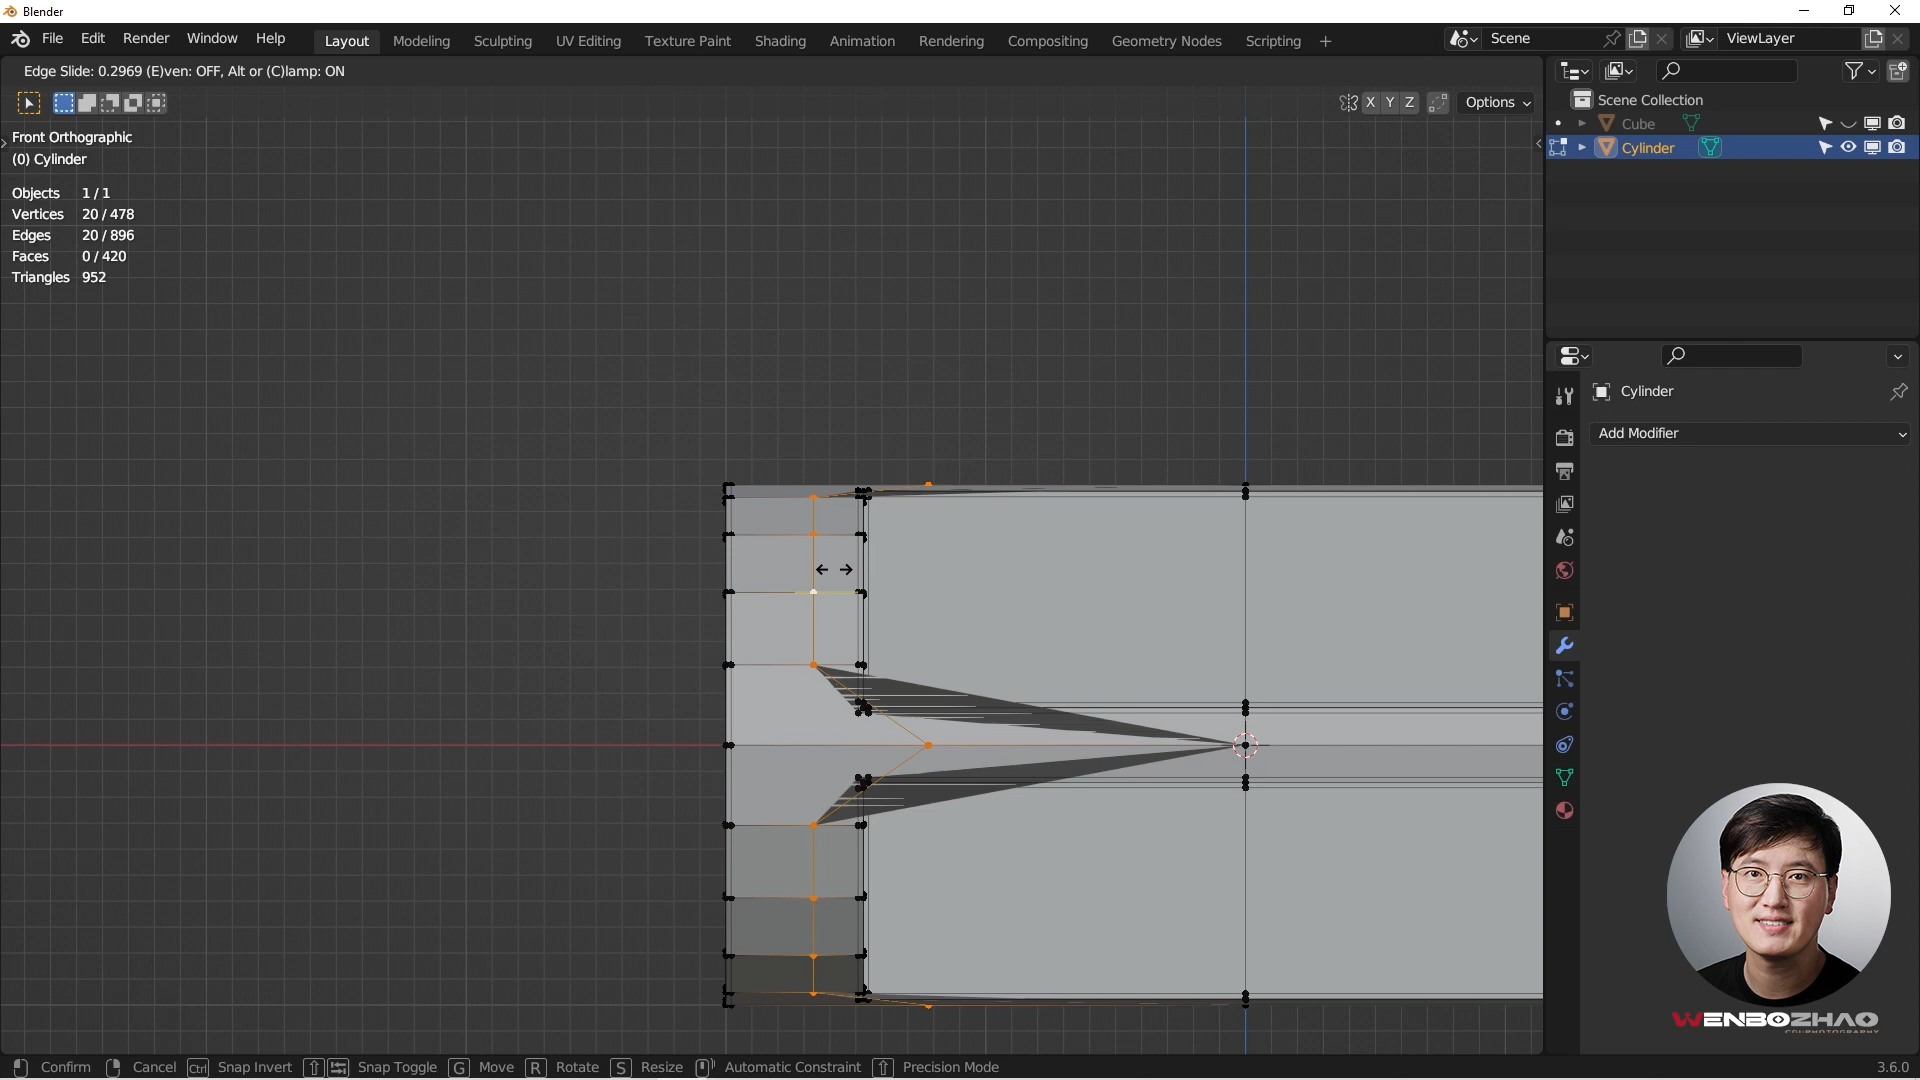 Blender
File Edit Render Window Help Layout Modeling Sculpting UV Editing Texture Paint Shading Animation Rendering Compositing Geometry Nodes Scripting + Scene ViewLayer
Edge Slide: 0.2969 (E)ven: OFF, Alt or (C)lamp: ON
X Y Z Options
Front Orthographic
(0) Cylinder
Objects 1 / 1
Vertices 20 / 478
Edges 20 / 896
Faces 0 / 420
Triangles 952
Scene Collection
Cube
Cylinder
Cylinder
Add Modifier
WENBOZHAO
Confirm Cancel Ctrl Snap Invert Snap Toggle G Move R Rotate S Resize Automatic Constraint Precision Mode 3.6.0